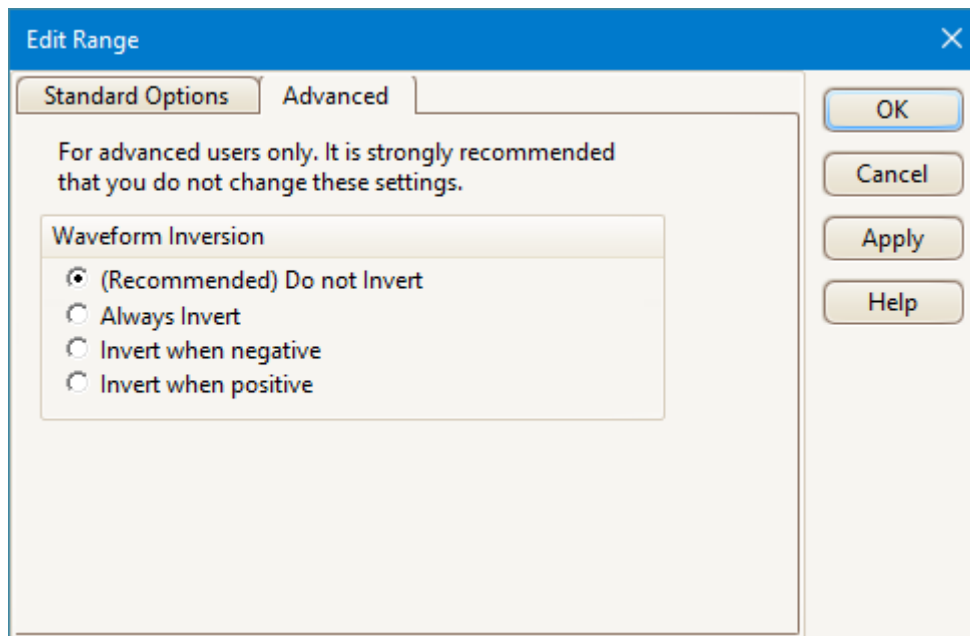 Edit Range
Standard Options
Advanced
For advanced users only. It is strongly recommended
that you do not change these settings.
Waveform Inversion
(Recommended) Do not Invert
Always Invert
Invert when negative
Invert when positive
OK
Cancel
Apply
Help